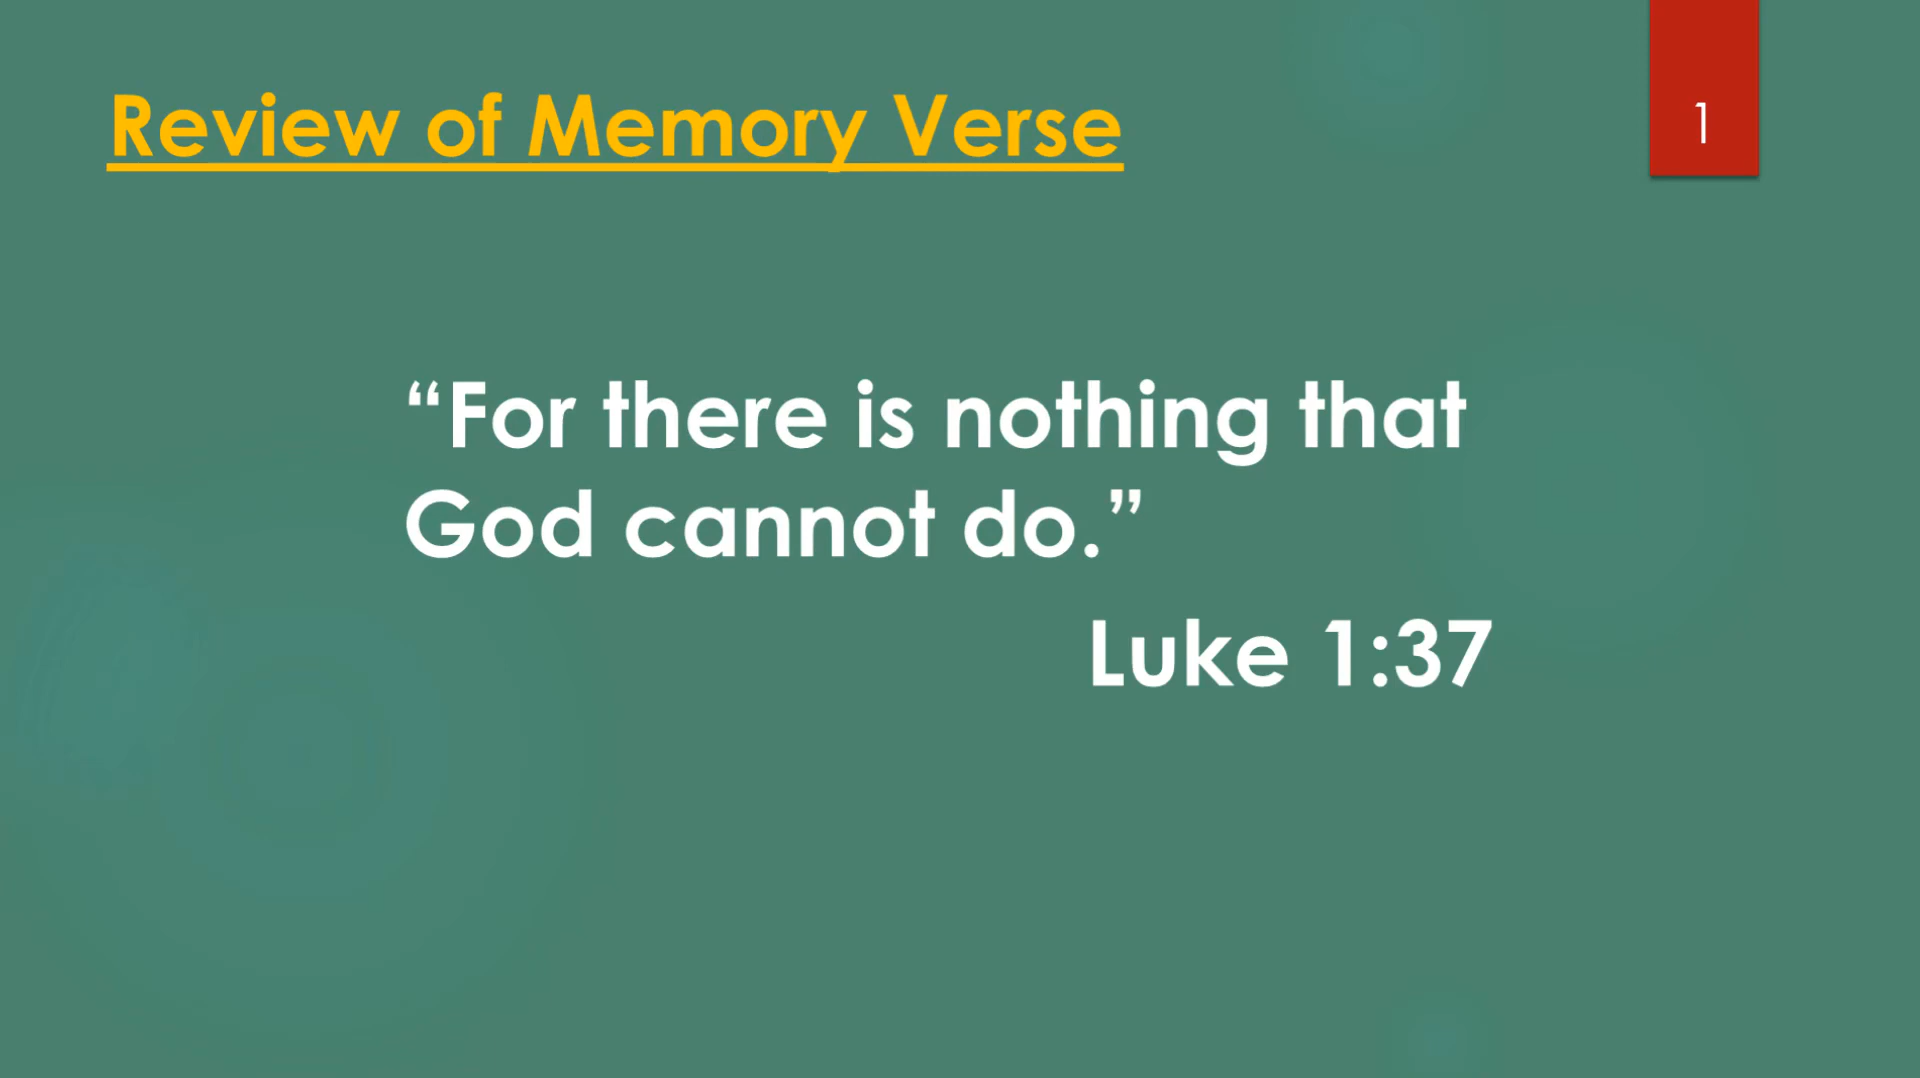 Review of Memory Verse
1
“For there is nothing that
God cannot do.”
Luke 1:37